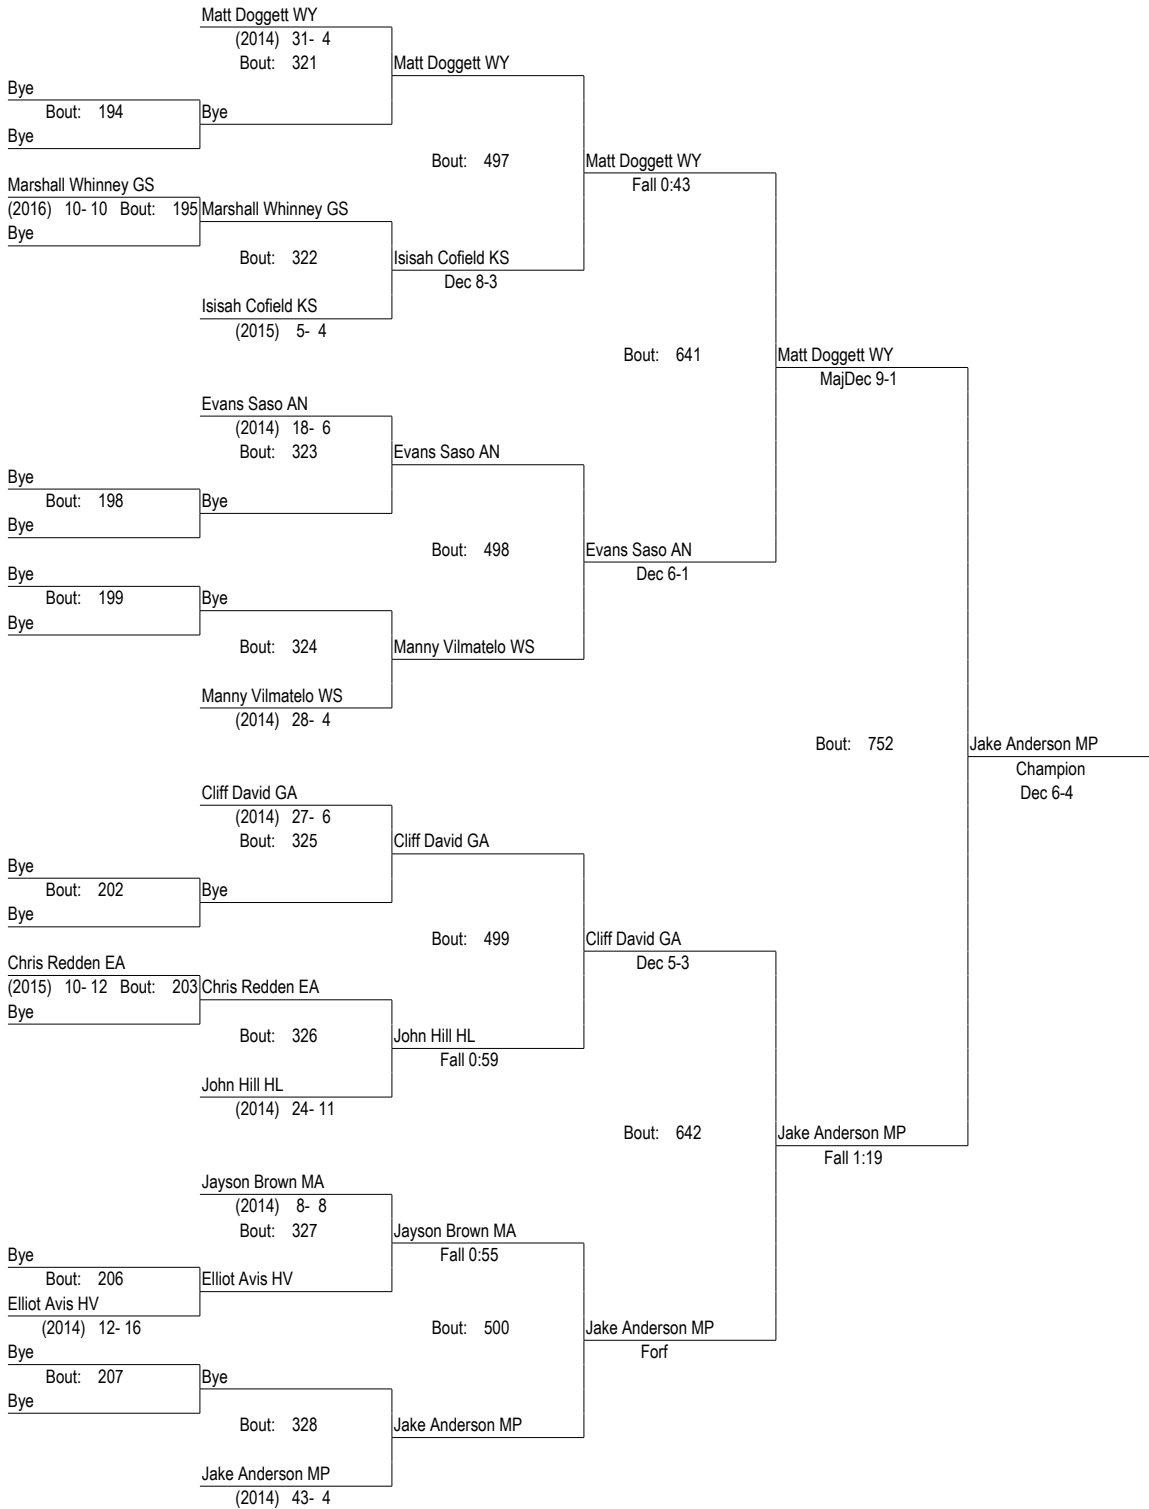 Matt Doggett WY
(2014) 31- 4
Bout: 321
Matt Doggett WY
Bye
Bout: 194
Bye
Bye
Bout: 497
Matt Doggett WY
Fall 0:43
Marshall Whinney GS
(2016) 10- 10 Bout: 195
Marshall Whinney GS
Bye
Bout: 322
Isisah Cofield KS
Dec 8-3
Isisah Cofield KS
(2015) 5- 4
Bout: 641
Matt Doggett WY
MajDec 9-1
Evans Saso AN
(2014) 18- 6
Bout: 323
Evans Saso AN
Bye
Bout: 198
Bye
Bye
Bout: 498
Evans Saso AN
Dec 6-1
Bye
Bout: 199
Bye
Bye
Bout: 324
Manny Vilmatelo WS
Manny Vilmatelo WS
(2014) 28- 4
Bout: 752
Jake Anderson MP
Champion
Dec 6-4
Cliff David GA
(2014) 27- 6
Bout: 325
Cliff David GA
Bye
Bout: 202
Bye
Bye
Bout: 499
Cliff David GA
Dec 5-3
Chris Redden EA
(2015) 10- 12 Bout: 203
Chris Redden EA
Bye
Bout: 326
John Hill HL
Fall 0:59
John Hill HL
(2014) 24- 11
Bout: 642
Jake Anderson MP
Fall 1:19
Jayson Brown MA
(2014) 8- 8
Bout: 327
Jayson Brown MA
Fall 0:55
Bye
Bout: 206
Elliot Avis HV
Elliot Avis HV
(2014) 12- 16
Bout: 500
Jake Anderson MP
Forf
Bye
Bout: 207
Bye
Bye
Bout: 328
Jake Anderson MP
Jake Anderson MP
(2014) 43- 4